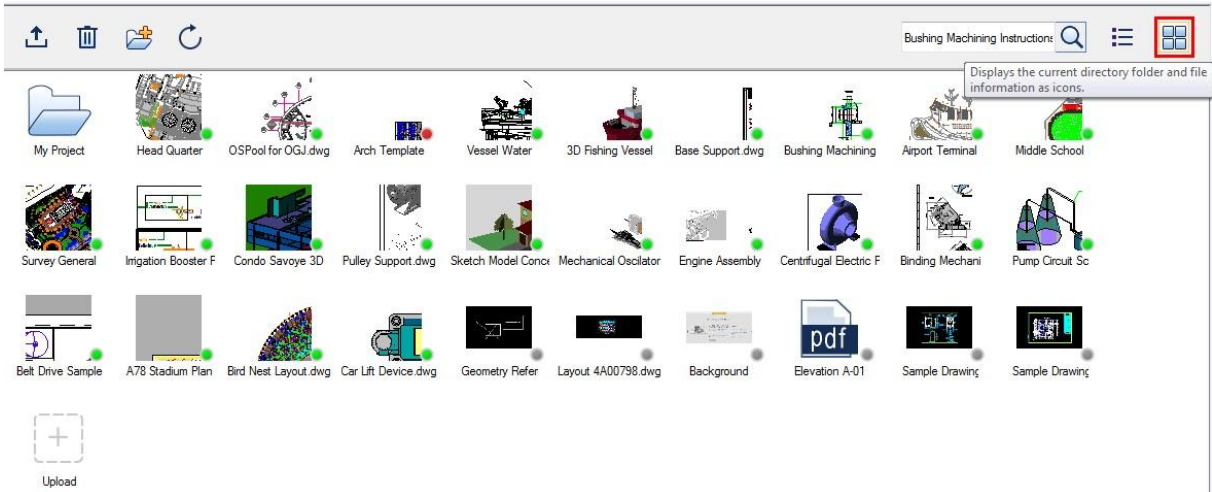 Bushing Machining Instructions
Displays the current directory folder and file
information as icons.
My Project
Head Quarter
OSPool for OGJ.dwg
Arch Template
Vessel Water
3D Fishing Vessel
Base Support.dwg
Bushing Machining
Airport Terminal
Middle School
Survey General
Irrigation Booster F
Condo Savoye 3D
Pulley Support.dwg
Sketch Model Conce
Mechanical Oscilator
Engine Assembly
Centrifugal Electric F
Binding Mechani
Pump Circuit Sc
pdf
Belt Drive Sample
A78 Stadium Plan
Bird Nest Layout.dwg
Car Lift Device.dwg
Geometry Refer
Layout 4A00798.dwg
Background
Elevation A-01
Sample Drawing
Sample Drawing
Upload